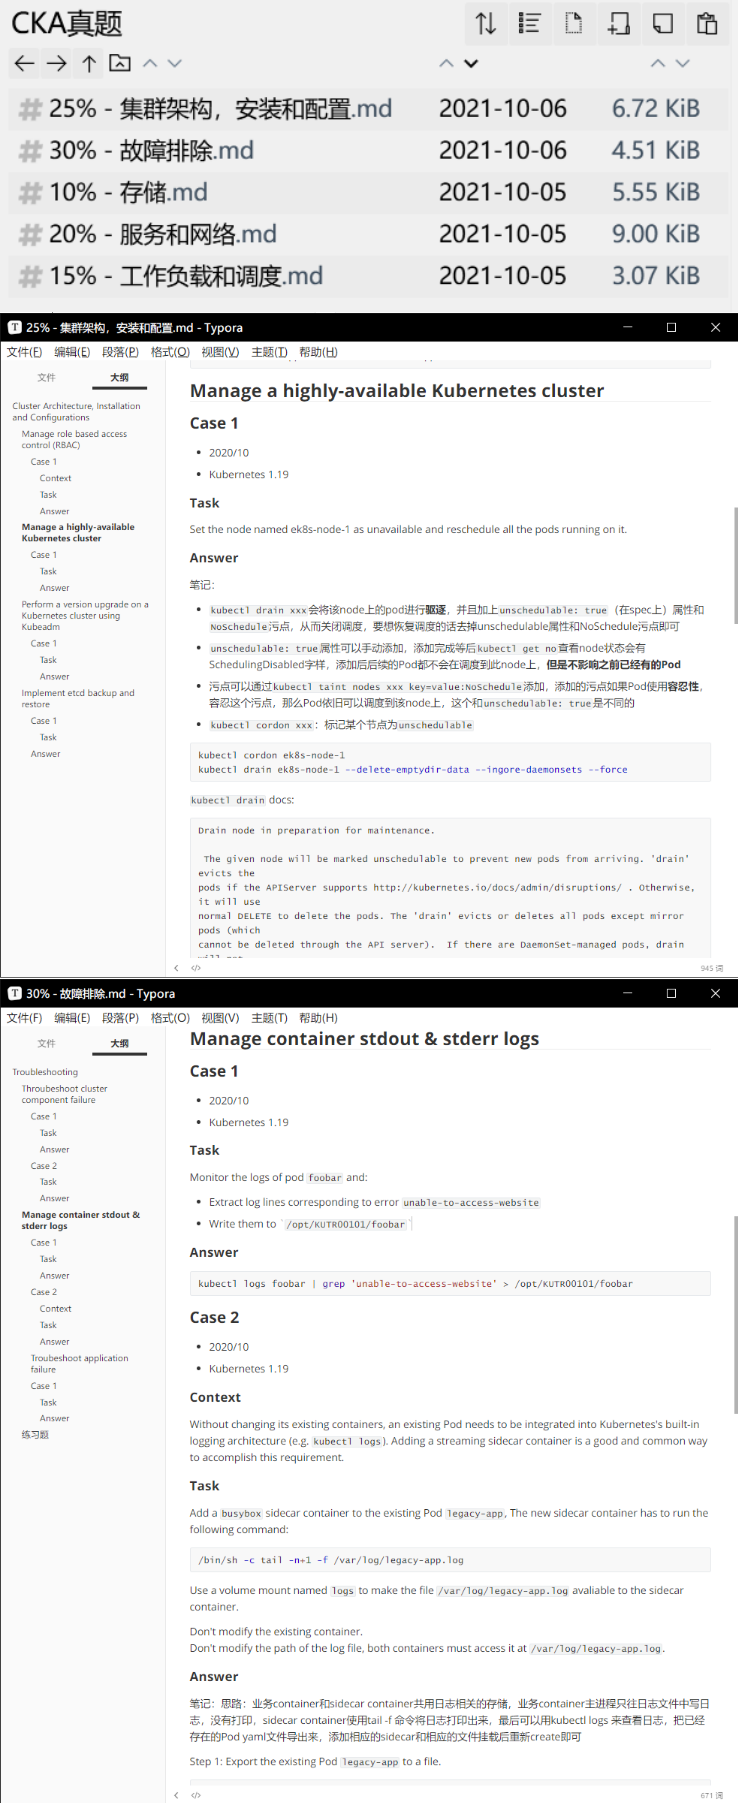 CKA真题
# 25% - 集群架构，安装和配置.md 2021-10-06 6.72 KiB
# 30% - 故障排除.md 2021-10-06 4.51 KiB
# 10% - 存储.md 2021-10-05 5.55 KiB
# 20% - 服务和网络.md 2021-10-05 9.00 KiB
# 15% - 工作负载和调度.md 2021-10-05 3.07 KiB
T 25% - 集群架构，安装和配置.md - Typora
文件(F) 编辑(E) 段落(P) 格式(O) 视图(V) 主题(T) 帮助(H)
文件 大纲
Cluster Architecture, Installation
and Configurations
Manage role based access
control (RBAC)
Case 1
Context
Task
Answer
Manage a highly-available
Kubernetes cluster
Case 1
Task
Answer
Perform a version upgrade on a
Kubernetes cluster using
Kubeadm
Case 1
Task
Answer
Implement etcd backup and
restore
Case 1
Task
Answer
Manage a highly-available Kubernetes cluster
Case 1
• 2020/10
• Kubernetes 1.19
Task
Set the node named ek8s-node-1 as unavailable and reschedule all the pods running on it.
Answer
笔记：
• kubectl drain xxx会将该node上的pod进行驱逐，并且加上unschedulable: true（在spec上）属性和
NoSchedule污点，从而关闭调度，要想恢复调度的话去掉unschedulable属性和NoSchedule污点即可
• unschedulable: true属性可以手动添加，添加完成等后kubectl get no查看node状态会有
SchedulingDisabled字样，添加后后续的Pod都不会在调度到此node上，但是不影响之前已经有的Pod
• 污点可以通过kubectl taint nodes xxx key=value:NoSchedule添加，添加的污点如果Pod使用容忍性，
容忍这个污点，那么Pod依旧可以调度到该node上，这个和unschedulable: true是不同的
• kubectl cordon xxx：标记某个节点为unschedulable
kubectl cordon ek8s-node-1
kubectl drain ek8s-node-1 --delete-emptydir-data --ingore-daemonsets --force
kubectl drain docs:
Drain node in preparation for maintenance.
The given node will be marked unschedulable to prevent new pods from arriving. 'drain'
evicts the
pods if the APIServer supports http://kubernetes.io/docs/admin/disruptions/ . Otherwise,
it will use
normal DELETE to delete the pods. The 'drain' evicts or deletes all pods except mirror
pods (which
cannot be deleted through the API server). If there are DaemonSet-managed pods, drain
will not
945 词
T 30% - 故障排除.md - Typora
文件(F) 编辑(E) 段落(P) 格式(O) 视图(V) 主题(T) 帮助(H)
文件 大纲
Troubleshooting
Throubeshoot cluster
component failure
Case 1
Task
Answer
Case 2
Task
Answer
Manage container stdout &
stderr logs
Case 1
Task
Answer
Case 2
Context
Task
Answer
Troubeshoot application
failure
Case 1
Task
Answer
练习题
Manage container stdout & stderr logs
Case 1
• 2020/10
• Kubernetes 1.19
Task
Monitor the logs of pod foobar and:
• Extract log lines corresponding to error unable-to-access-website
• Write them to `/opt/KUTR00101/foobar`
Answer
kubectl logs foobar | grep 'unable-to-access-website' > /opt/KUTR00101/foobar
Case 2
• 2020/10
• Kubernetes 1.19
Context
Without changing its existing containers, an existing Pod needs to be integrated into Kubernetes's built-in
logging architecture (e.g. kubectl logs). Adding a streaming sidecar container is a good and common way
to accomplish this requirement.
Task
Add a busybox sidecar container to the existing Pod legacy-app, The new sidecar container has to run the
following command:
/bin/sh -c tail -n+1 -f /var/log/legacy-app.log
Use a volume mount named logs to make the file /var/log/legacy-app.log avaliable to the sidecar
container.
Don't modify the existing container.
Don't modify the path of the log file, both containers must access it at /var/log/legacy-app.log.
Answer
笔记：思路：业务container和sidecar container共用日志相关的存储，业务container主进程只往日志文件中写日
志，没有打印，sidecar container使用tail -f 命令将日志打印出来，最后可以用kubectl logs 来查看日志，把已经
存在的Pod yaml文件导出来，添加相应的sidecar和相应的文件挂载后重新create即可
Step 1: Export the existing Pod legacy-app to a file.
671 词